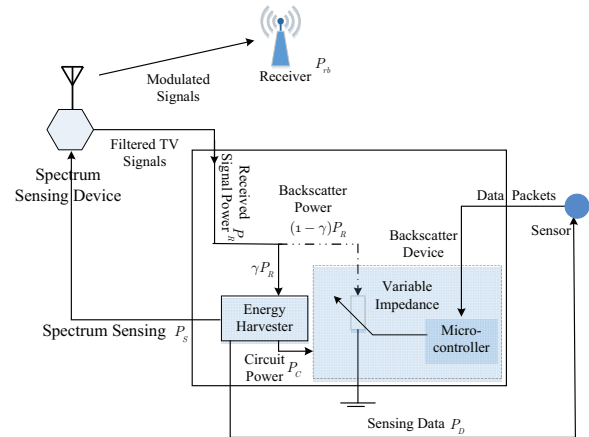 Modulated
Signals
Receiver P_rb
Filtered TV
Signals
Spectrum
Sensing Device
Received P_R
Signal Power
Backscatter
Power
(1 − γ)P_R
Data Packets
Sensor
Backscatter
Device
γP_R
Variable
Impedance
Energy
Harvester
Micro-
controller
Spectrum Sensing P_S
Circuit
Power P_C
Sensing Data P_D